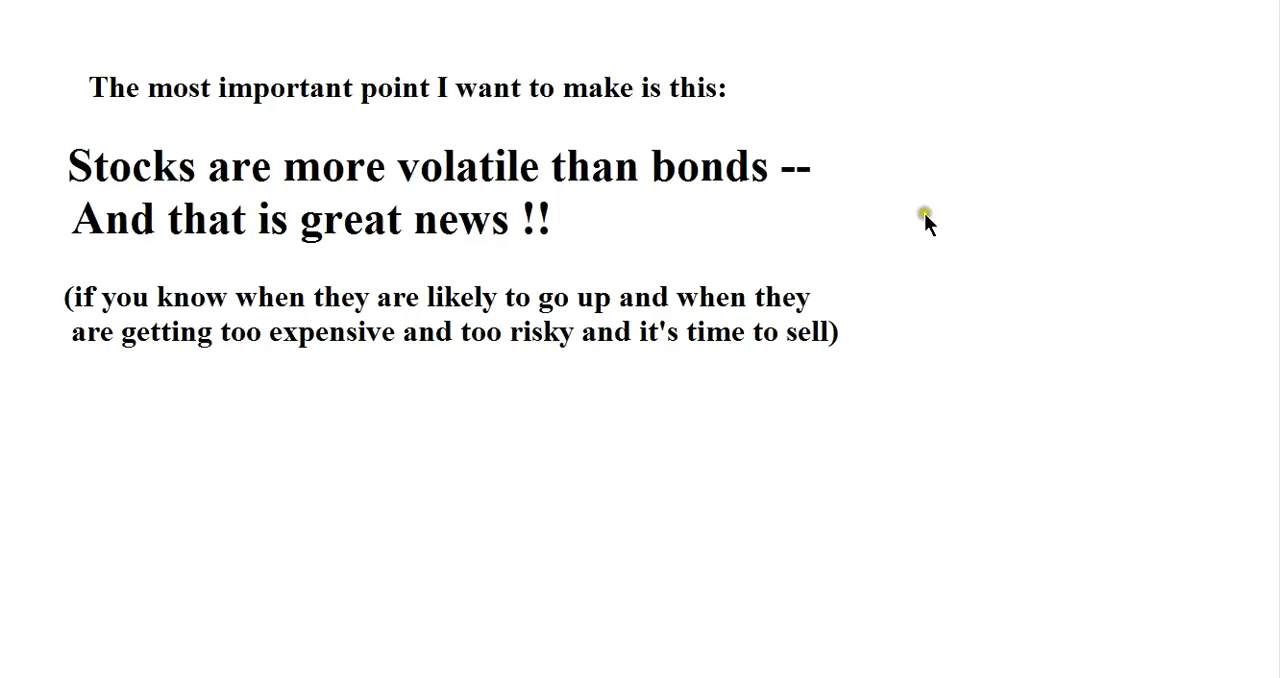 The most important point I want to make is this:
Stocks are more volatile than bonds --
And that is great news !!
(if you know when they are likely to go up and when they
are getting too expensive and too risky and it's time to sell)